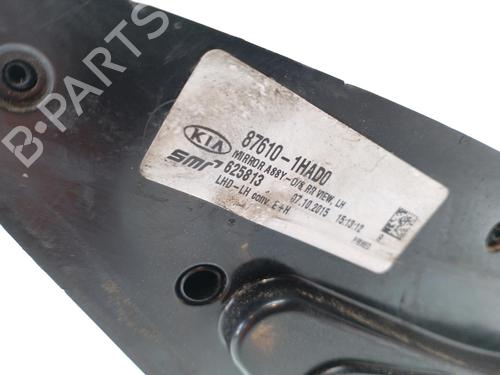 KIA
87610-1HAD0
MIRROR ASSY-O/S RR VIEW, LH
smr 625813
07.10.2015 15:13:12
LHD-LH conv. E+H
B-PARTS